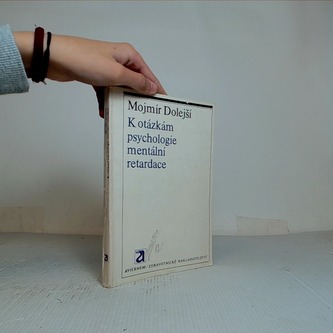 Mojmír Dolejší
K otázkám
psychologie
mentální
retardace
a
AVICENUM/ZDRAVOTNICKÉ NAKLADATELSTVÍ